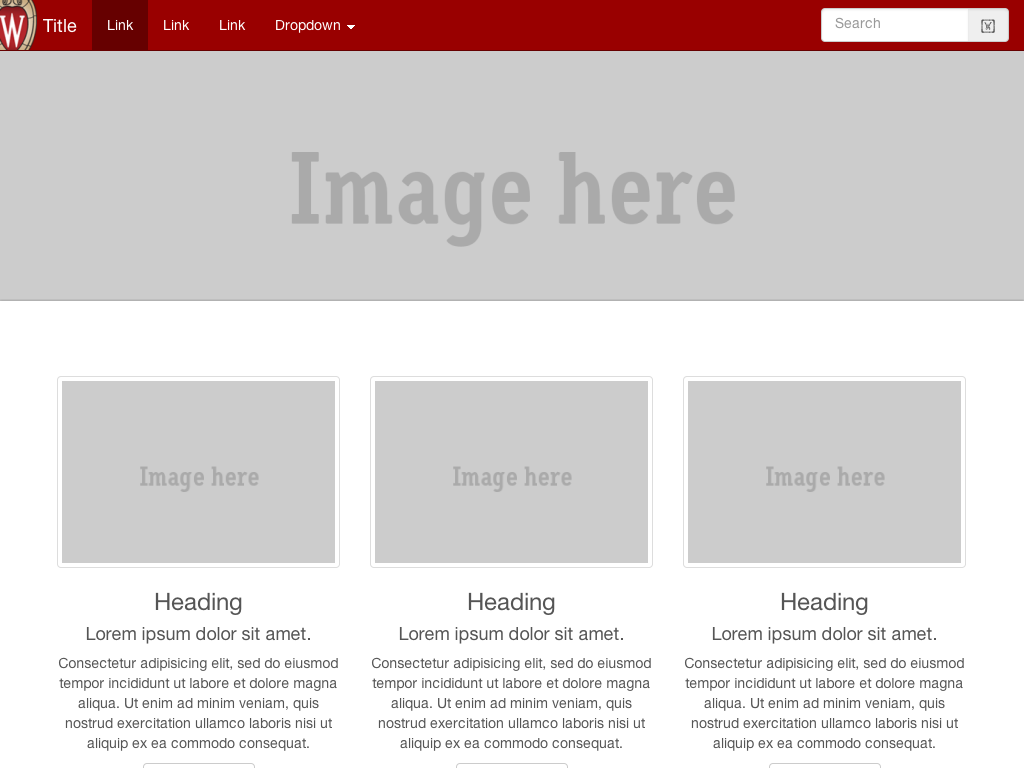 W Title Link Link Link Dropdown Search
Image here
Image here Image here Image here
Heading Heading Heading
Lorem ipsum dolor sit amet. Lorem ipsum dolor sit amet. Lorem ipsum dolor sit amet.
Consectetur adipisicing elit, sed do eiusmod Consectetur adipisicing elit, sed do eiusmod Consectetur adipisicing elit, sed do eiusmod
tempor incididunt ut labore et dolore magna tempor incididunt ut labore et dolore magna tempor incididunt ut labore et dolore magna
aliqua. Ut enim ad minim veniam, quis aliqua. Ut enim ad minim veniam, quis aliqua. Ut enim ad minim veniam, quis
nostrud exercitation ullamco laboris nisi ut nostrud exercitation ullamco laboris nisi ut nostrud exercitation ullamco laboris nisi ut
aliquip ex ea commodo consequat. aliquip ex ea commodo consequat. aliquip ex ea commodo consequat.